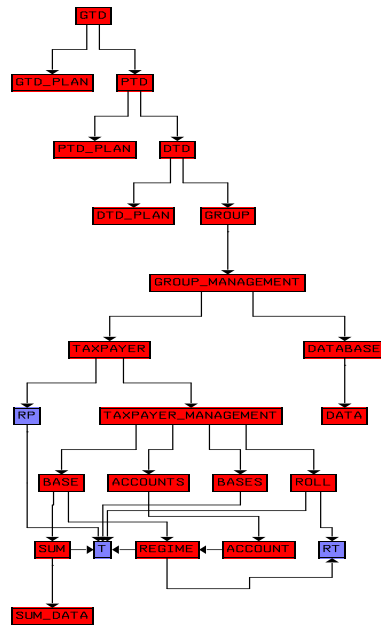 GTD
GTD_PLAN
PTD
PTD_PLAN
DTD
DTD_PLAN
GROUP
GROUP_MANAGEMENT
TAXPAYER
DATABASE
RP
TAXPAYER_MANAGEMENT
DATA
BASE
ACCOUNTS
BASES
ROLL
SUM
T
REGIME
ACCOUNT
RT
SUM_DATA